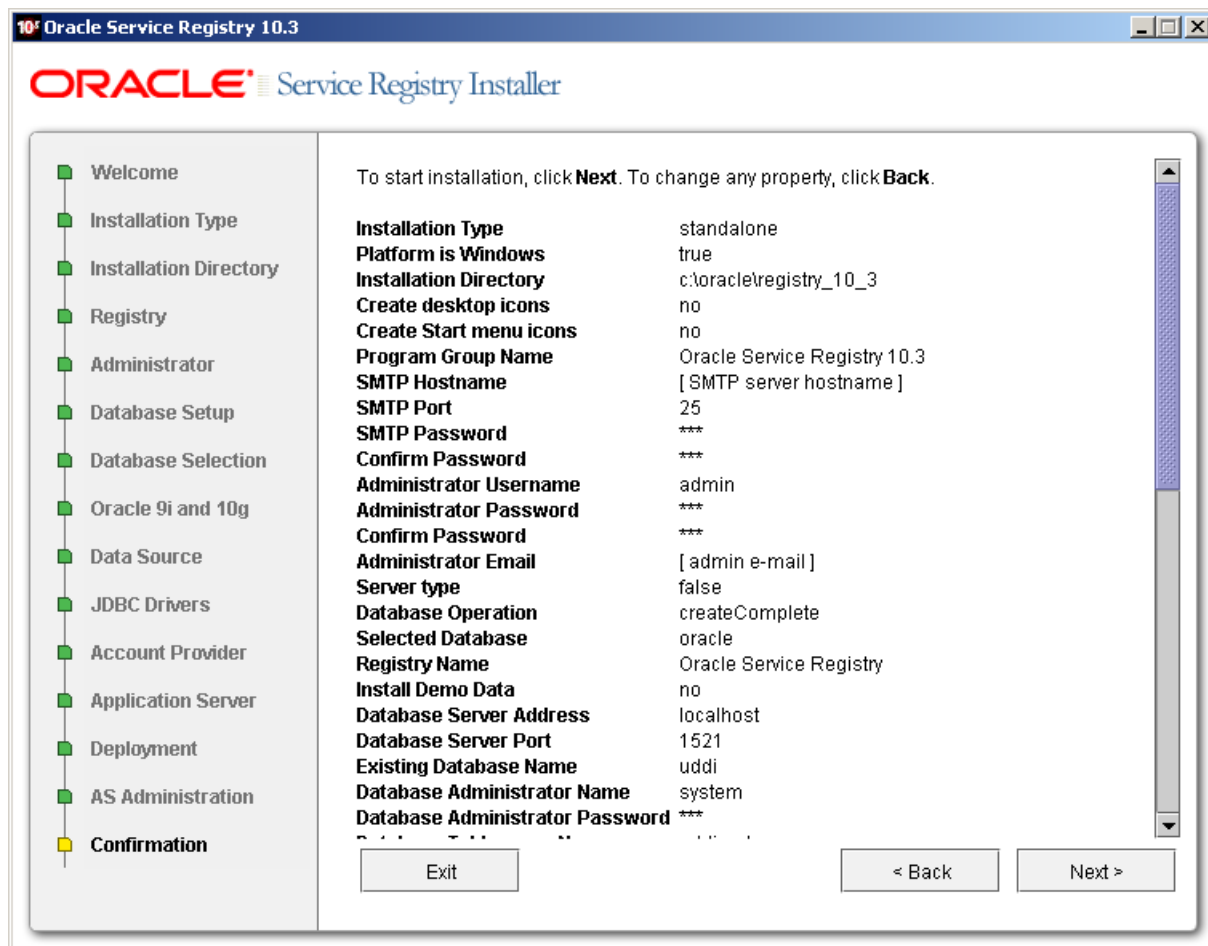 10g Oracle Service Registry 10.3
ORACLE Service Registry Installer
Welcome
Installation Type
Installation Directory
Registry
Administrator
Database Setup
Database Selection
Oracle 9i and 10g
Data Source
JDBC Drivers
Account Provider
Application Server
Deployment
AS Administration
Confirmation
To start installation, click Next. To change any property, click Back.
Installation Type standalone
Platform is Windows true
Installation Directory c:\oracle\registry_10_3
Create desktop icons no
Create Start menu icons no
Program Group Name Oracle Service Registry 10.3
SMTP Hostname [ SMTP server hostname ]
SMTP Port 25
SMTP Password ***
Confirm Password ***
Administrator Username admin
Administrator Password ***
Confirm Password ***
Administrator Email [ admin e-mail ]
Server type false
Database Operation createComplete
Selected Database oracle
Registry Name Oracle Service Registry
Install Demo Data no
Database Server Address localhost
Database Server Port 1521
Existing Database Name uddi
Database Administrator Name system
Database Administrator Password ***
Exit
< Back
Next >